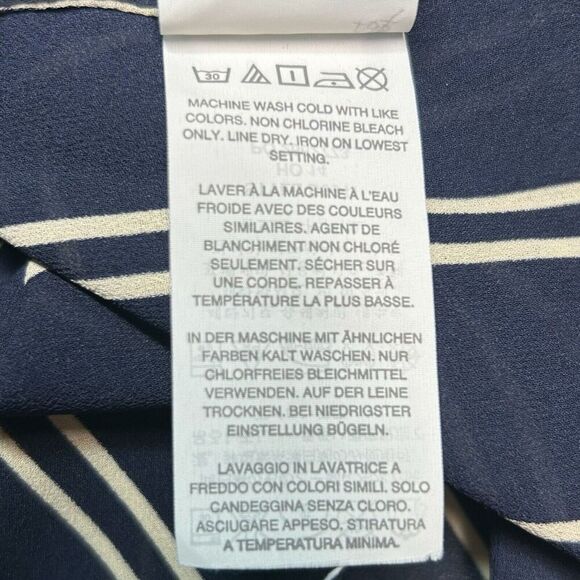 30
MACHINE WASH COLD WITH LIKE
COLORS. NON CHLORINE BLEACH
ONLY. LINE DRY. IRON ON LOWEST
SETTING.
LAVER À LA MACHINE À L'EAU
FROIDE AVEC DES COULEURS
SIMILAIRES. AGENT DE
BLANCHIMENT NON CHLORÉ
SEULEMENT. SÉCHER SUR
UNE CORDE. REPASSER À
TEMPÉRATURE LA PLUS BASSE.
IN DER MASCHINE MIT ÄHNLICHEN
FARBEN KALT WASCHEN. NUR
CHLORFREIES BLEICHMITTEL
VERWENDEN. AUF DER LEINE
TROCKNEN. BEI NIEDRIGSTER
EINSTELLUNG BÜGELN.
LAVAGGIO IN LAVATRICE A
FREDDO CON COLORI SIMILI. SOLO
CANDEGGINA SENZA CLORO.
ASCIUGARE APPESO. STIRATURA
A TEMPERATURA MINIMA.